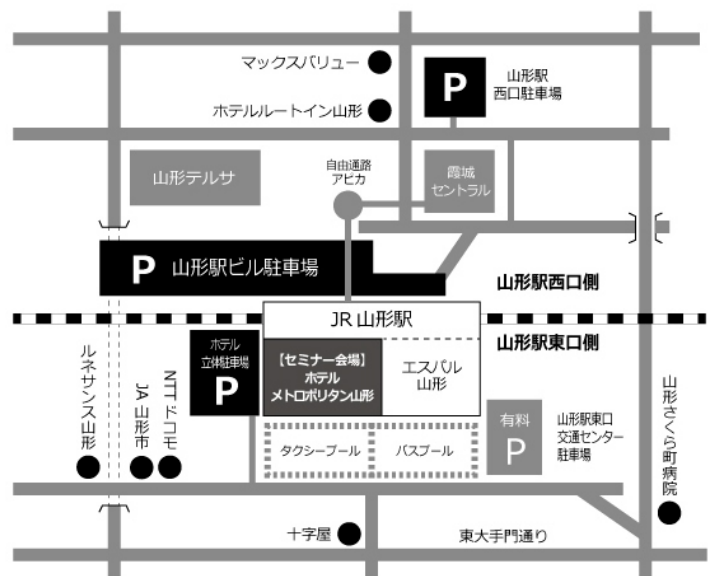 マックスバリュー
P
山形駅
西口駐車場
ホテルルートイン山形
山形テルサ
自由通路
アピカ
霞城
セントラル
P 山形駅ビル駐車場
山形駅西口側
JR 山形駅
山形駅東口側
ホテル
立体駐車場
P
【セミナー会場】
ホテル
メトロポリタン山形
エスパル
山形
ルネサンス山形
JA 山形市
NTT ドコモ
タクシープール
バスプール
有料
P
山形駅東口
交通センター
駐車場
山形さくら町病院
十字屋
東大手門通り